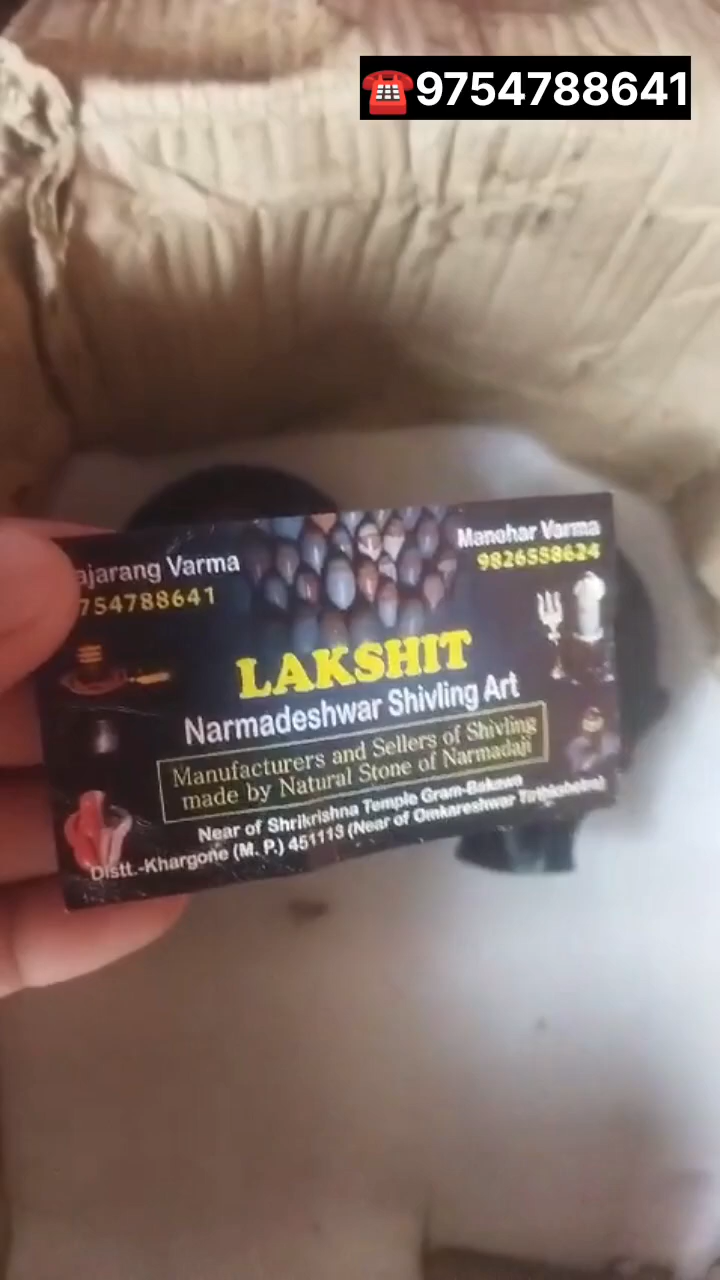 ☎️9754788641
ajarang Varma
754788641
Manohar Varma
9826558624
LAKSHIT
Narmadeshwar Shivling Art
Manufacturers and Sellers of Shivling
made by Natural Stone of Narmadaji
Near of Shrikrishna Temple Gram-Bakawa
Distt.-Khargone (M. P.) 451113 (Near of Omkareshwar